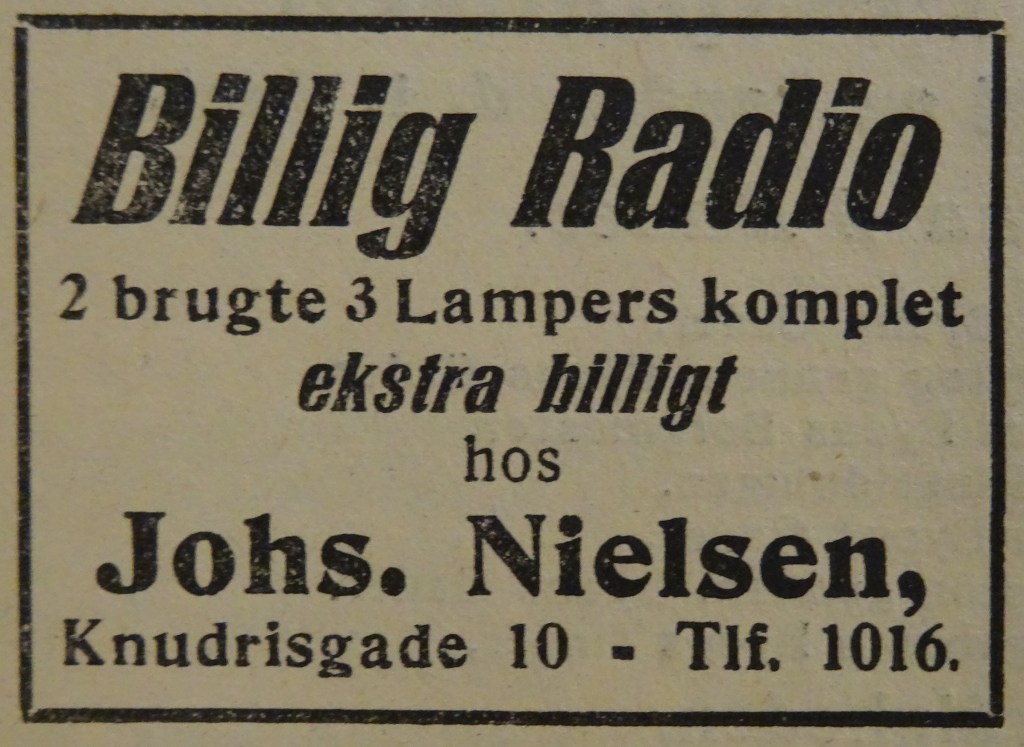 Billig Radio
2 brugte 3 Lampers komplet
ekstra billigt
hos
Johs. Nielsen,
Knudrisgade 10 - Tlf. 1016.